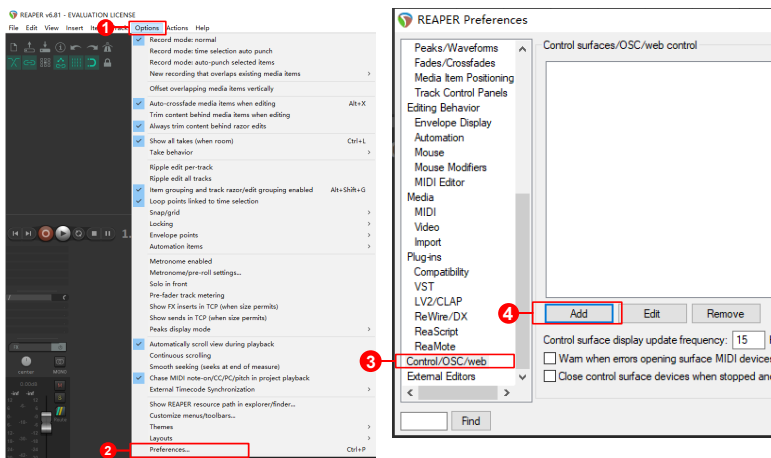 REAPER v6.81 - EVALUATION LICENSE
File Edit View Insert Track Options Actions Help
1
Record mode: normal
Record mode: time selection auto punch
Record mode: auto-punch selected items
New recording that overlaps existing media items >
Offset overlapping media items vertically
Auto-crossfade media items when editing Alt+X
Trim content behind media items when editing
Always trim content behind razor edits
Show all takes (when room) Ctrl+L
Take behavior >
Ripple edit per-track
Ripple edit all tracks
Item grouping and track razor/edit grouping enabled Alt+Shift+G
Loop points linked to time selection
Snap/grid >
Locking >
Envelope points >
Automation items >
Metronome enabled
Metronome/pre-roll settings...
Solo in front
Pre-fader track metering
Show FX inserts in TCP (when size permits)
Show sends in TCP (when size permits)
Peaks display mode >
Automatically scroll view during playback
Continuous scrolling
Smooth seeking (seeks at end of measure)
Chase MIDI note-on/CC/PC/pitch in project playback
External Timecode Synchronization >
Show REAPER resource path in explorer/finder...
Customize menus/toolbars...
Themes >
Layouts >
2
Preferences... Ctrl+P
1.
center
MONO
REAPER Preferences
Peaks/Waveforms
Fades/Crossfades
Media Item Positioning
Track Control Panels
Editing Behavior
Envelope Display
Automation
Mouse
Mouse Modifiers
MIDI Editor
Media
MIDI
Video
Import
Plug-ins
Compatibility
VST
LV2/CLAP
ReWire/DX
ReaScript
ReaMote
3
Control/OSC/web
External Editors
Find
Control surfaces/OSC/web control
4
Add Edit Remove
Control surface display update frequency: 15
Warn when errors opening surface MIDI devices
Close control surface devices when stopped and